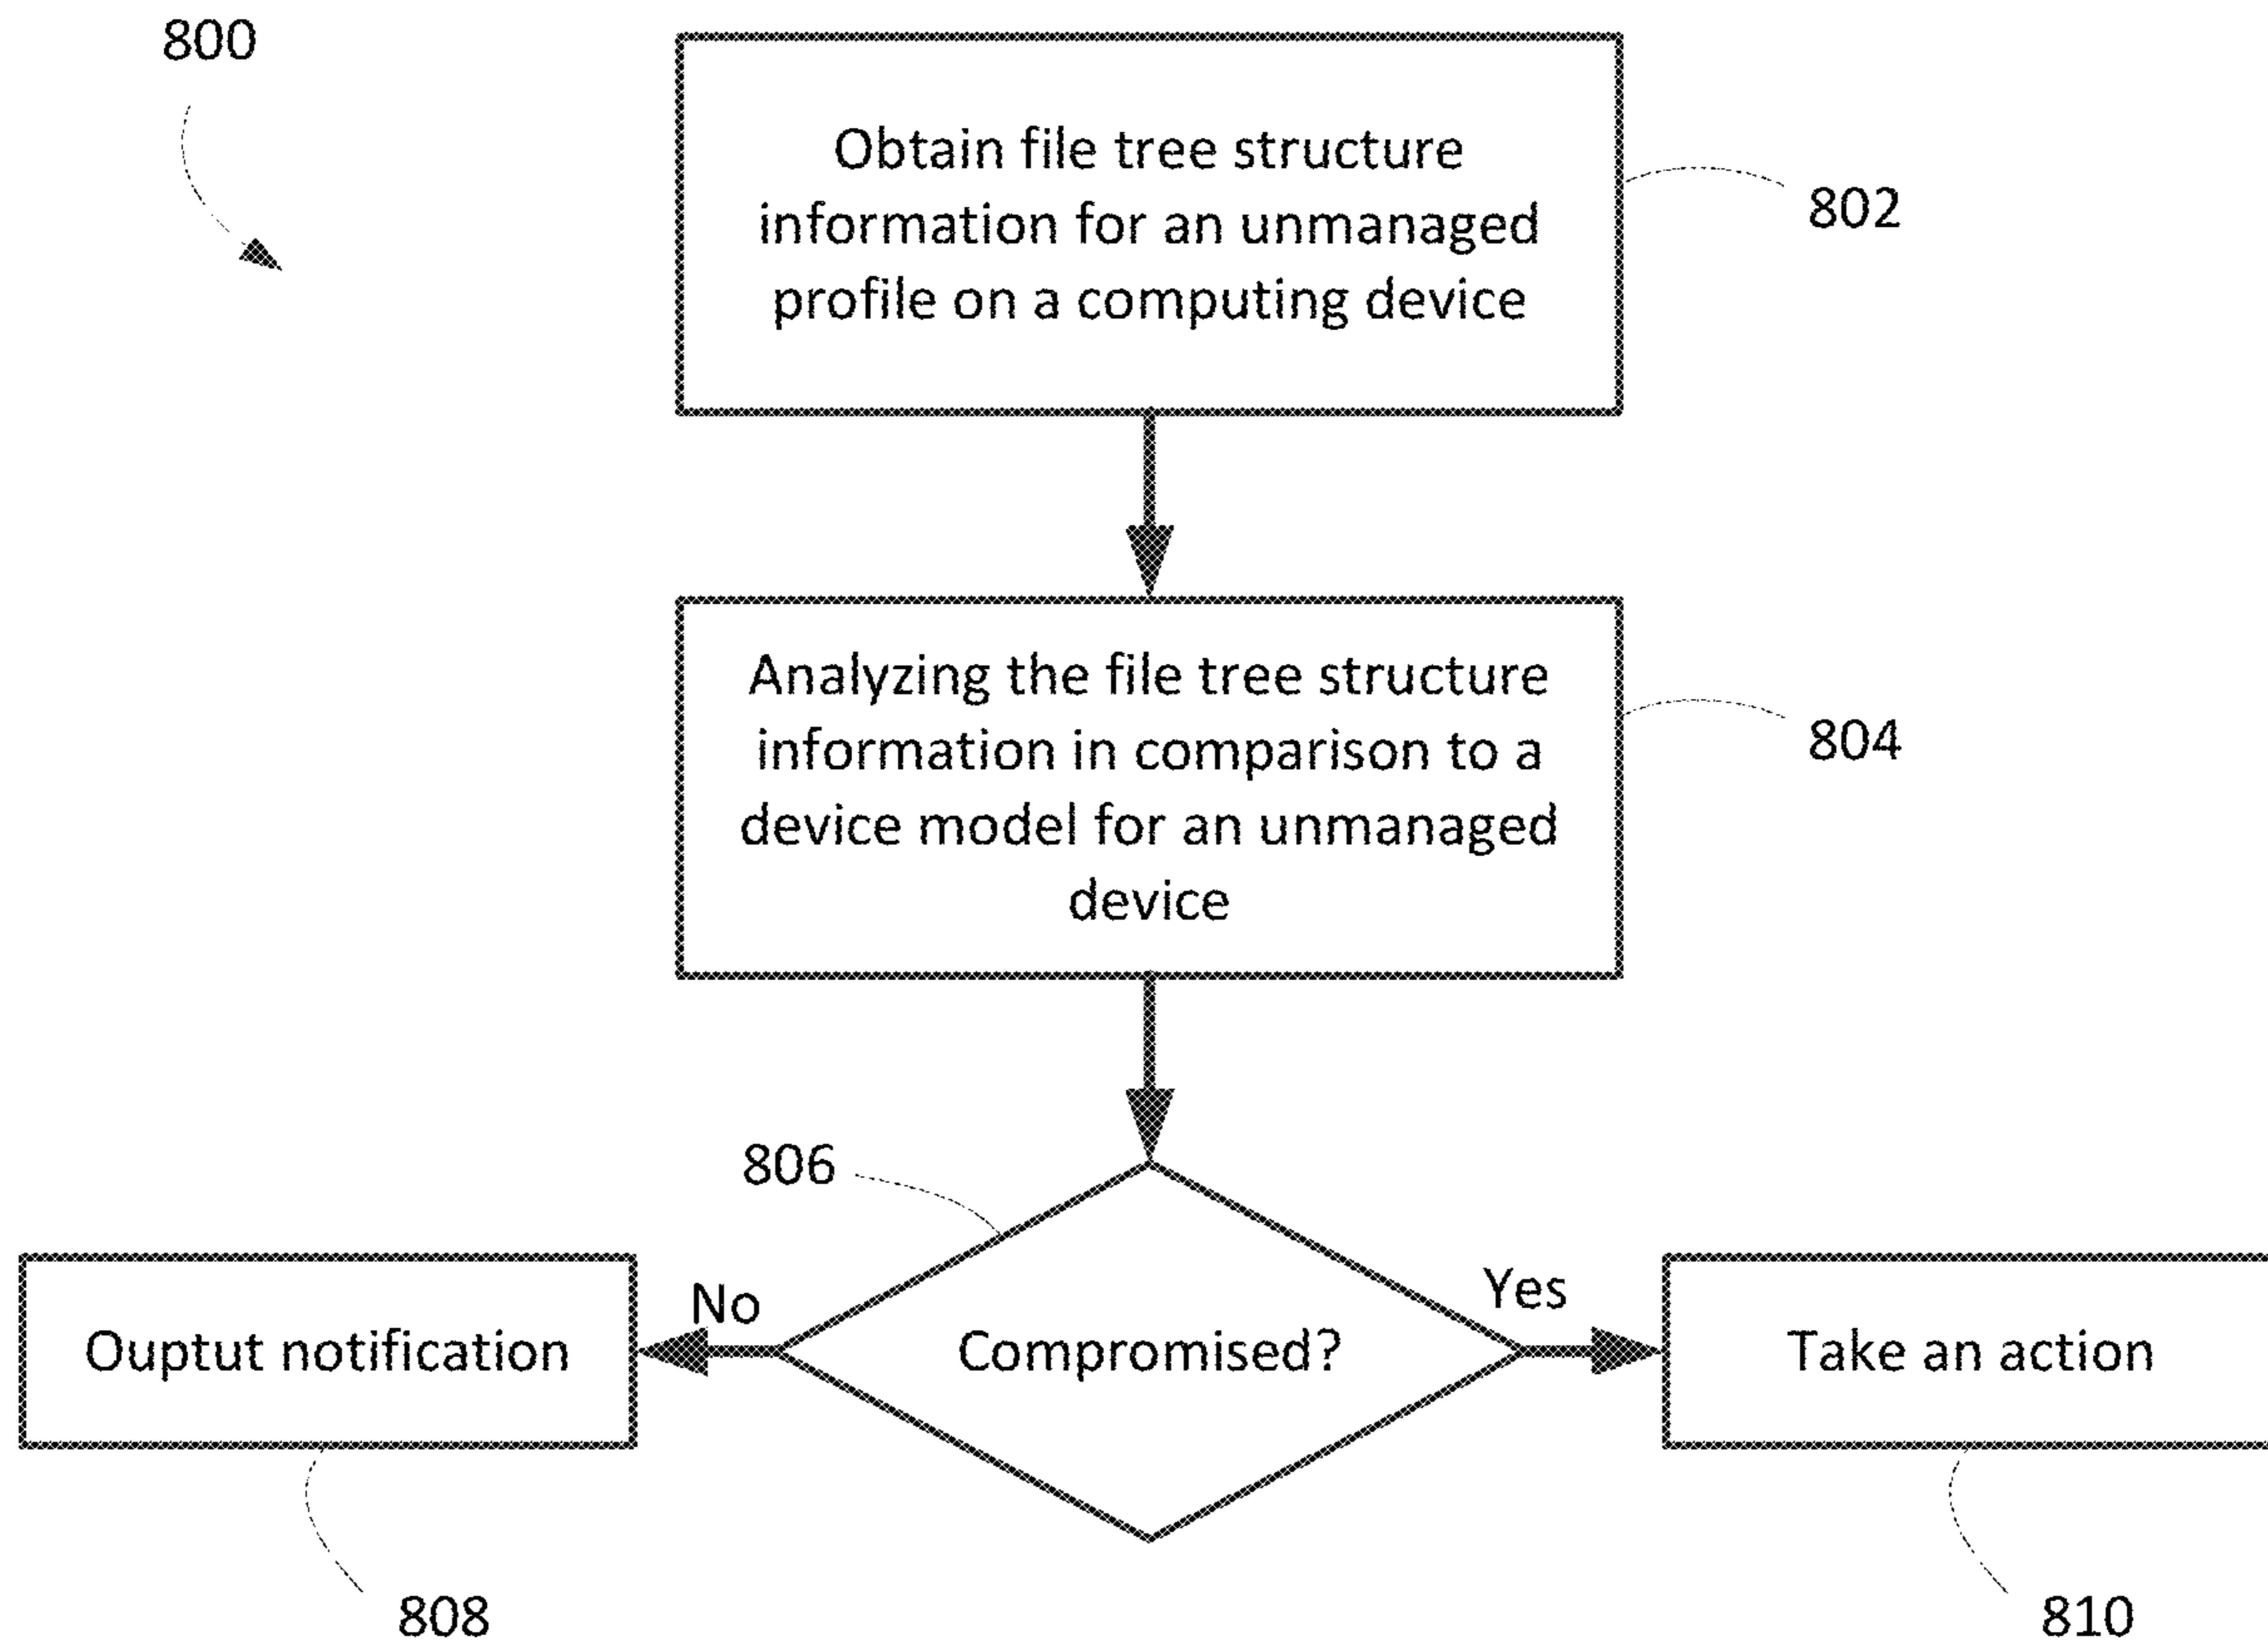 800
Obtain file tree structure
information for an unmanaged
profile on a computing device
802
Analyzing the file tree structure
information in comparison to a
device model for an unmanaged
device
804
806
No
Yes
Ouptut notification
Compromised?
Take an action
808
810